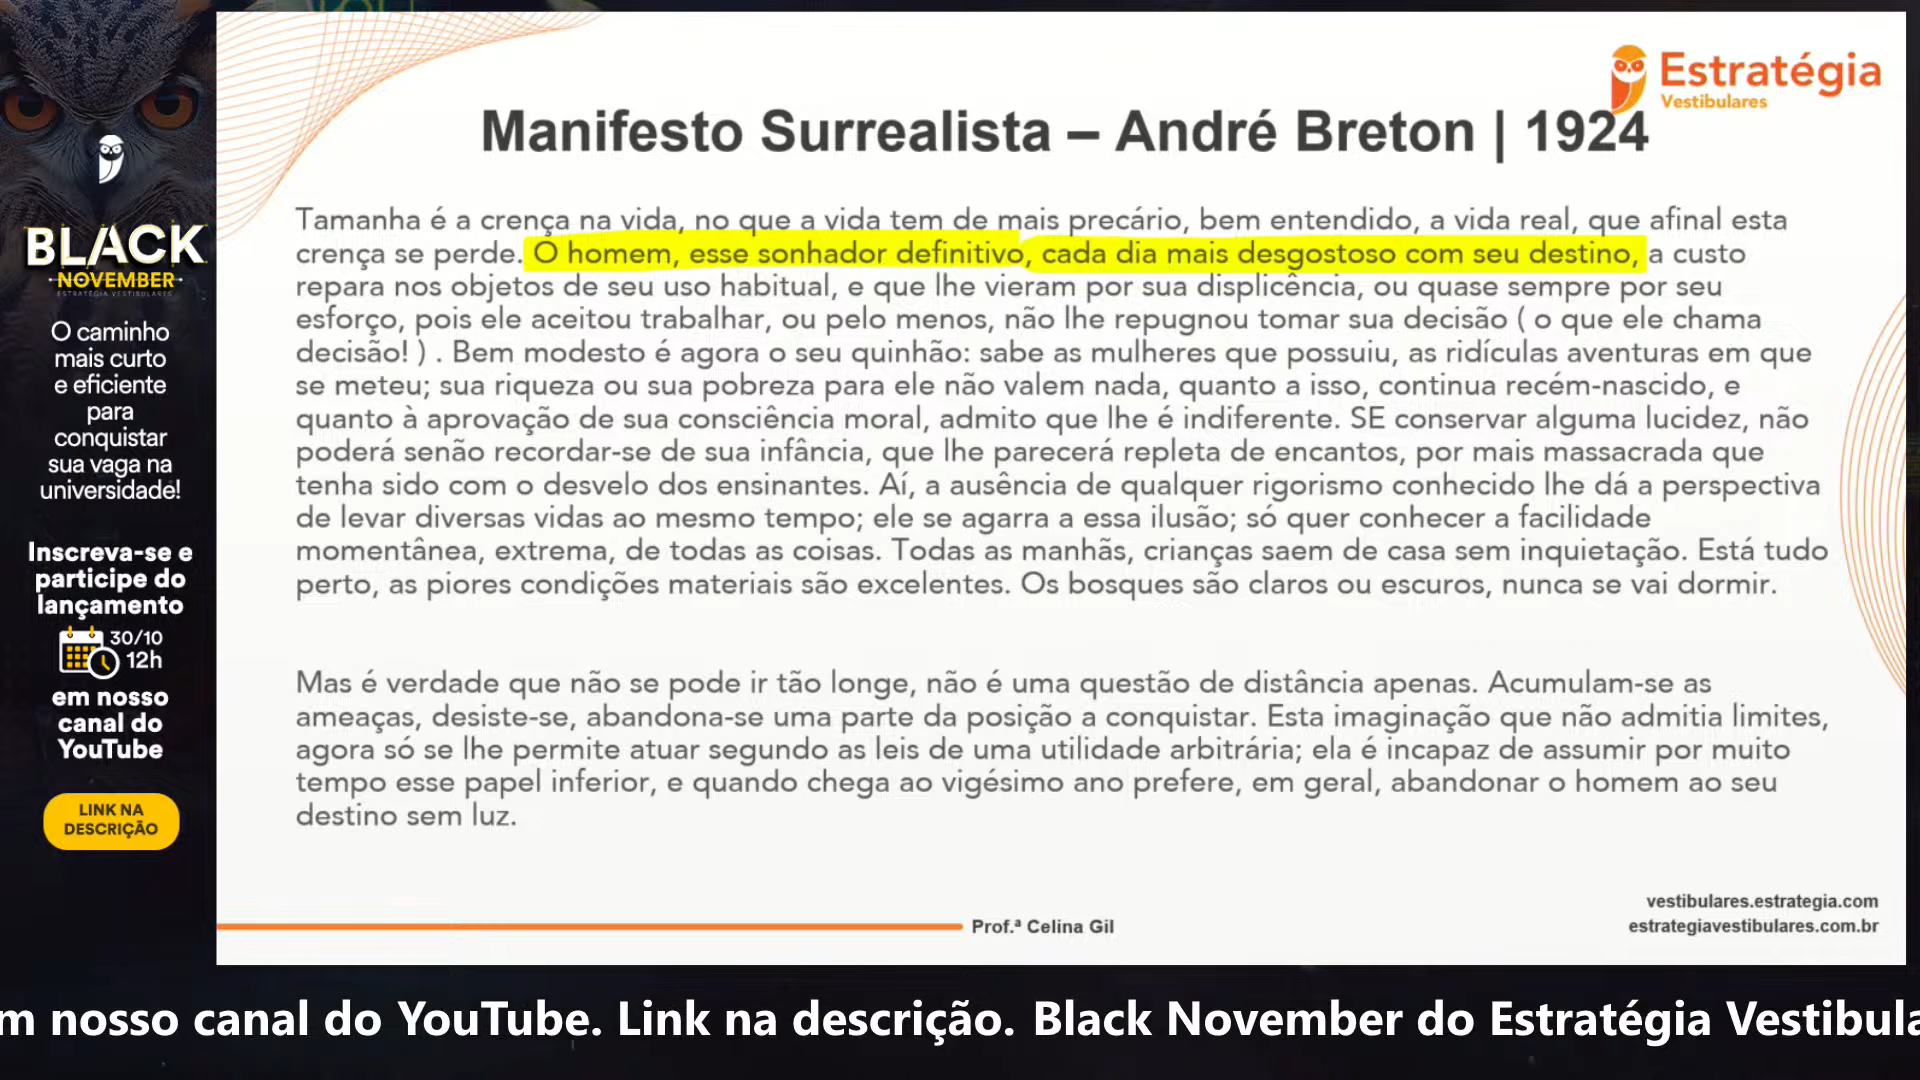 BLACK
NOVEMBER
ESTRATÉGIA VESTIBULARES
O caminho
mais curto
e eficiente
para
conquistar
sua vaga na
universidade!
Inscreva-se e
participe do
lançamento
30/10
12h
em nosso
canal do
YouTube
LINK NA
DESCRIÇÃO
Estratégia
Vestibulares
Manifesto Surrealista – André Breton | 1924
Tamanha é a crença na vida, no que a vida tem de mais precário, bem entendido, a vida real, que afinal esta
crença se perde. O homem, esse sonhador definitivo, cada dia mais desgostoso com seu destino, a custo
repara nos objetos de seu uso habitual, e que lhe vieram por sua displicência, ou quase sempre por seu
esforço, pois ele aceitou trabalhar, ou pelo menos, não lhe repugnou tomar sua decisão ( o que ele chama
decisão! ) . Bem modesto é agora o seu quinhão: sabe as mulheres que possuiu, as ridículas aventuras em que
se meteu; sua riqueza ou sua pobreza para ele não valem nada, quanto a isso, continua recém-nascido, e
quanto à aprovação de sua consciência moral, admito que lhe é indiferente. SE conservar alguma lucidez, não
poderá senão recordar-se de sua infância, que lhe parecerá repleta de encantos, por mais massacrada que
tenha sido com o desvelo dos ensinantes. Aí, a ausência de qualquer rigorismo conhecido lhe dá a perspectiva
de levar diversas vidas ao mesmo tempo; ele se agarra a essa ilusão; só quer conhecer a facilidade
momentânea, extrema, de todas as coisas. Todas as manhãs, crianças saem de casa sem inquietação. Está tudo
perto, as piores condições materiais são excelentes. Os bosques são claros ou escuros, nunca se vai dormir.
Mas é verdade que não se pode ir tão longe, não é uma questão de distância apenas. Acumulam-se as
ameaças, desiste-se, abandona-se uma parte da posição a conquistar. Esta imaginação que não admitia limites,
agora só se lhe permite atuar segundo as leis de uma utilidade arbitrária; ela é incapaz de assumir por muito
tempo esse papel inferior, e quando chega ao vigésimo ano prefere, em geral, abandonar o homem ao seu
destino sem luz.
Prof.ª Celina Gil
vestibulares.estrategia.com
estrategiavestibulares.com.br
m nosso canal do YouTube. Link na descrição. Black November do Estratégia Vestibula